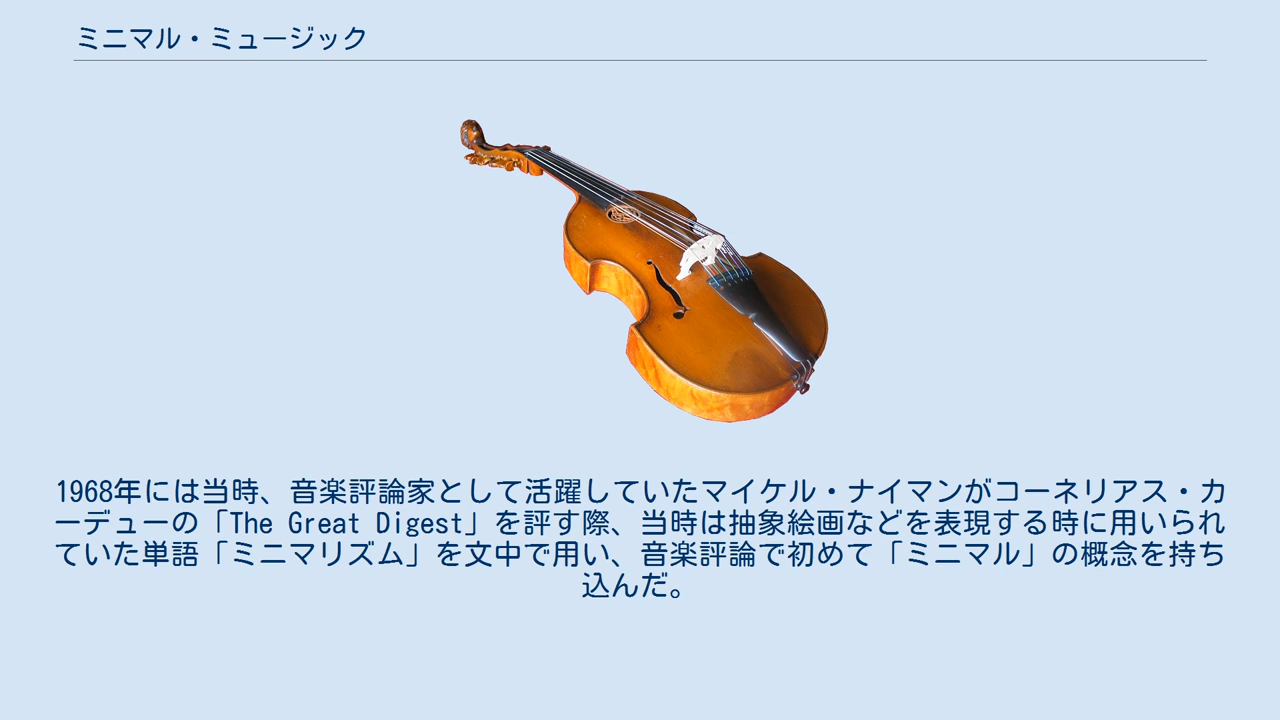 ミニマル・ミュージック
1968年には当時、音楽評論家として活躍していたマイケル・ナイマンがコーネリアス・カ
ーデューの「The Great Digest」を評す際、当時は抽象絵画などを表現する時に用いられ
ていた単語「ミニマリズム」を文中で用い、音楽評論で初めて「ミニマル」の概念を持ち
込んだ。